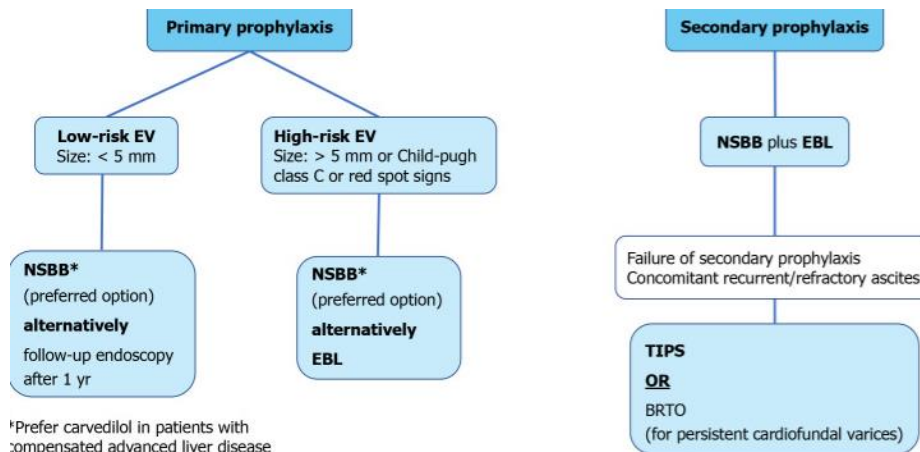 Primary prophylaxis
Low-risk EV
Size: < 5 mm
High-risk EV
Size: > 5 mm or Child-pugh
class C or red spot signs
NSBB*
(preferred option)
alternatively
follow-up endoscopy
after 1 yr
NSBB*
(preferred option)
alternatively
EBL
*Prefer carvedilol in patients with
compensated advanced liver disease
Secondary prophylaxis
NSBB plus EBL
Failure of secondary prophylaxis
Concomitant recurrent/refractory ascites
TIPS
OR
BRTO
(for persistent cardiofundal varices)